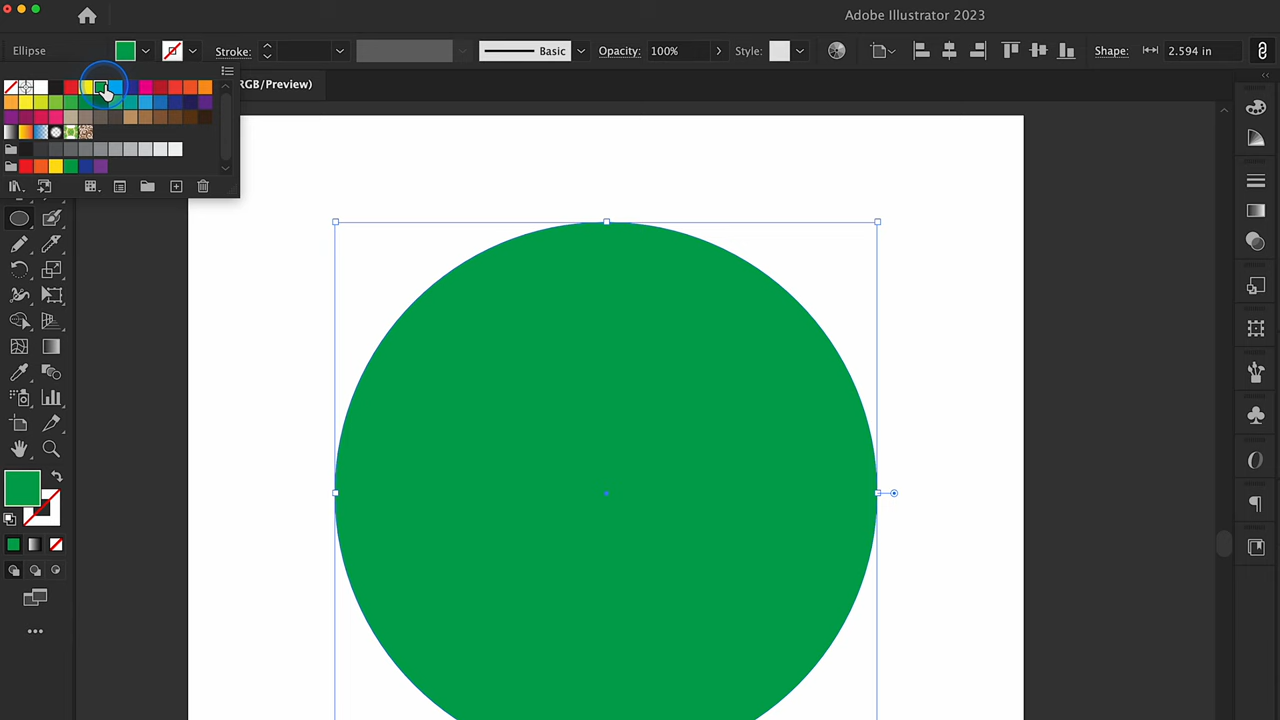 Adobe Illustrator 2023
Ellipse Stroke: Basic Opacity: 100% Style: Shape: 2.594 in
RGB/Preview)